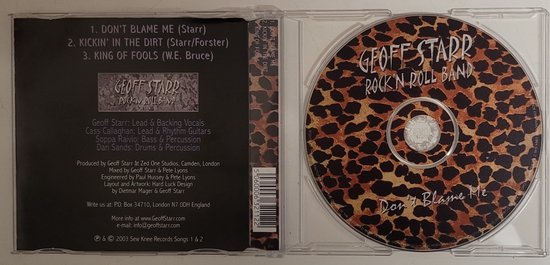 1. DON'T BLAME ME (Starr)
2. KICKIN' IN THE DIRT (Starr/Forster)
3. KING OF FOOLS (W.E. Bruce)
GEOFF STARR
ROCK'N ROLL BAND
Geoff Starr: Lead & Backing Vocals
Cass Callaghan: Lead & Rhythm Guitars
Soppa Raivio: Bass & Percussion
Dan Sands: Drums & Percussion
Produced by Geoff Starr At Zed One Studios, Camden, London
Mixed by Geoff Starr & Pete Lyons
Engineered by Paul Hussey & Pete Lyons
Layout and Artwork: Hard Luck Design
by Dietmar Mager & Geoff Starr
Write us at: P.O. Box 34710, London N7 0DH England
More info at www.GeoffStarr.com
e-mail: info@geoffstarr.com
℗ & © 2003 Sew Knee Records Songs 1 & 2
GEOFF STARR
ROCK'N ROLL BAND
Don't Blame Me